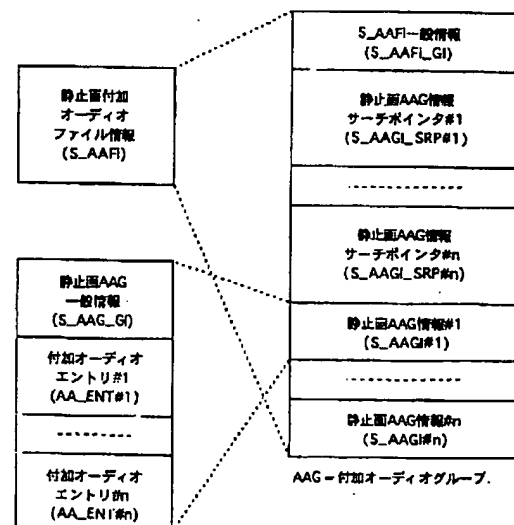 静止画付加
オーディオ
ファイル情報
(S_AAFI)
S_AAFI一般情報
(S_AAFI_GI)
静止画AAG情報
サーチポインタ#1
(S_AAGI_SRP#1)
静止画AAG情報
サーチポインタ#n
(S_AAGI_SRP#n)
静止画AAG情報#1
(S_AAGI#1)
静止画AAG情報#n
(S_AAGI#n)
AAG=付加オーディオグループ.
静止画AAG
一般情報
(S_AAG_GI)
付加オーディオ
エントリ#1
(AA_ENT#1)
付加オーディオ
エントリ#n
(AA_ENT#n)